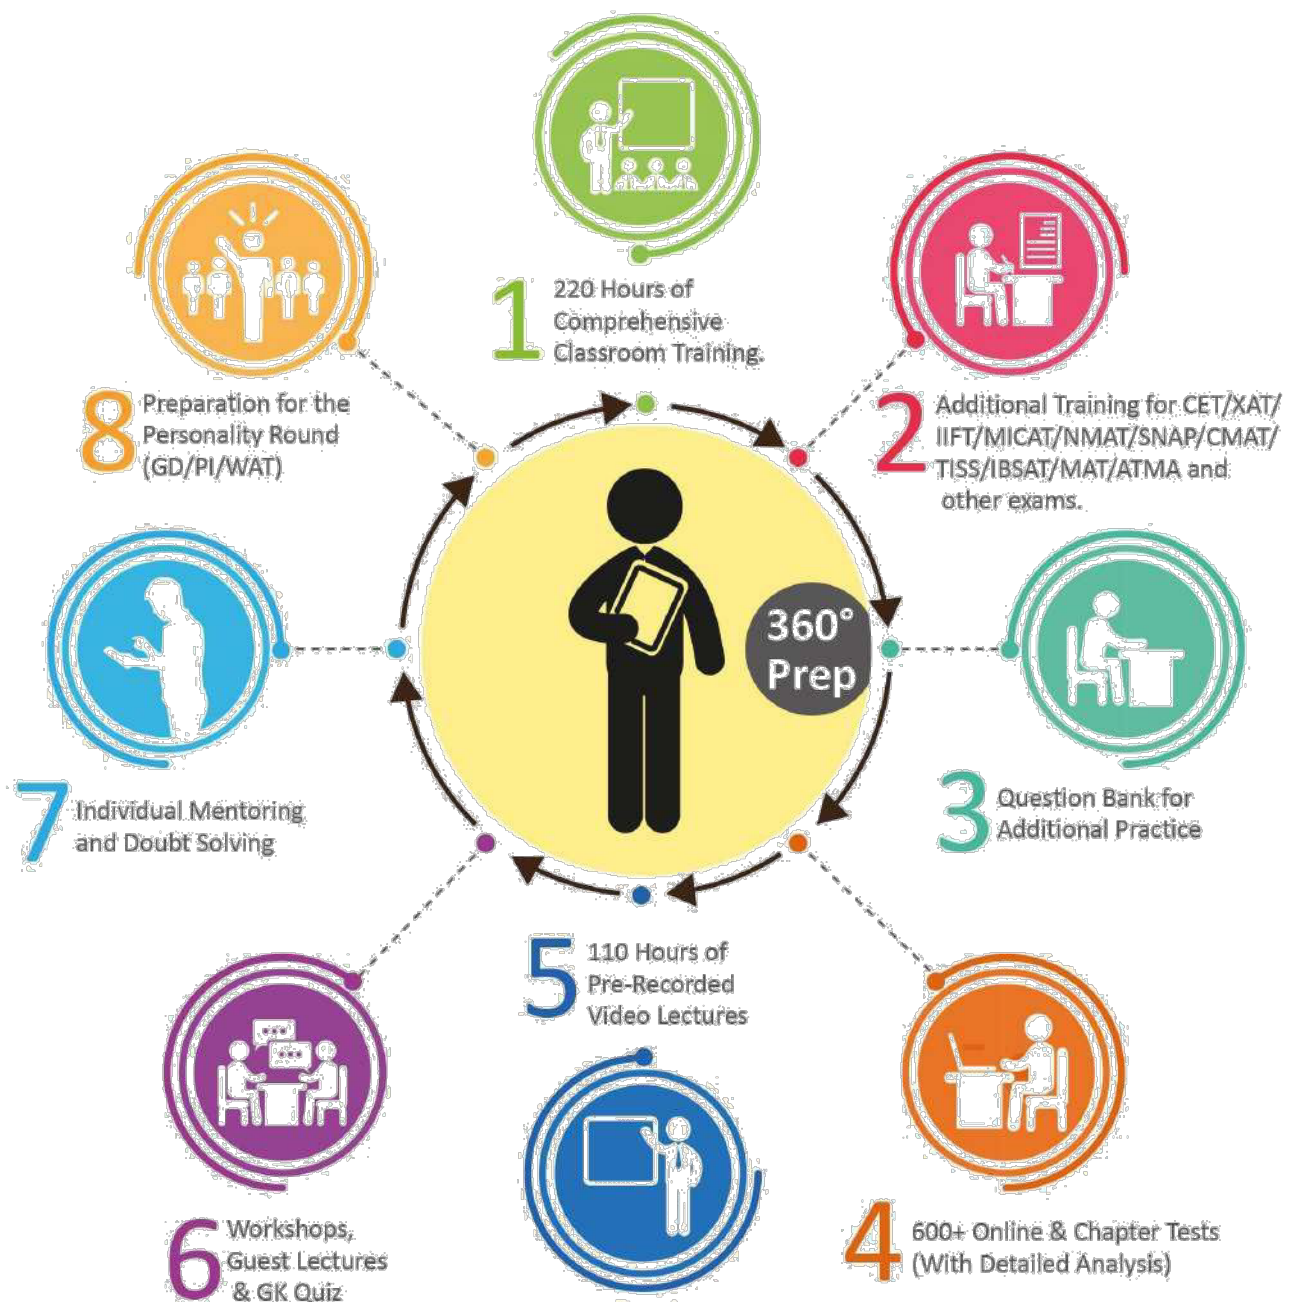 1
220 Hours of
Comprehensive
Classroom Training.
2
Additional Training for CET/XAT/
IIFT/MICAT/NMAT/SNAP/CMAT/
TISS/IBSAT/MAT/ATMA and
other exams.
8
Preparation for the
Personality Round
(GD/PI/WAT)
360°
Prep
7
Individual Mentoring
and Doubt Solving
3
Question Bank for
Additional Practice
5
110 Hours of
Pre-Recorded
Video Lectures
6
Workshops,
Guest Lectures
& GK Quiz
4
600+ Online & Chapter Tests
(With Detailed Analysis)